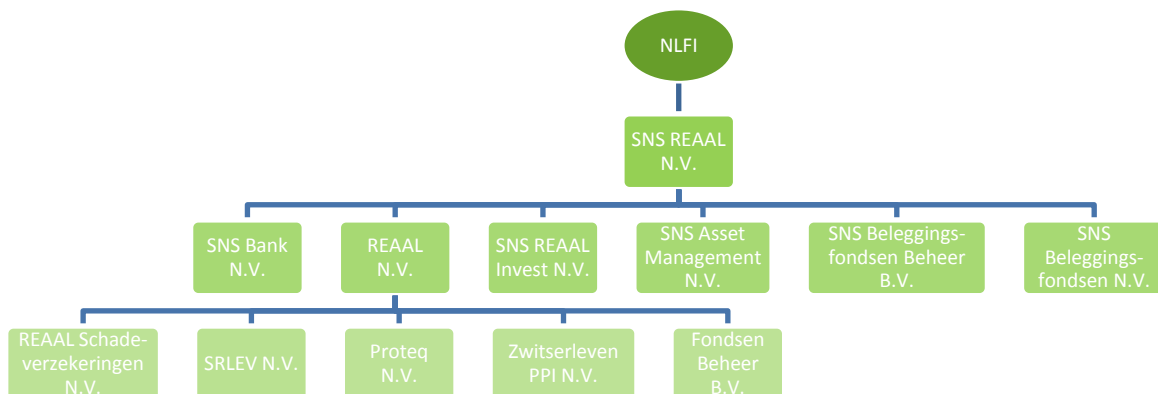 NLFI
SNS REAAL
N.V.
SNS Bank
N.V.
REAAL
N.V.
SNS REAAL
Invest N.V.
SNS Asset
Management
N.V.
SNS Beleggings-
fondsen Beheer
B.V.
SNS
Beleggings-
fondsen N.V.
REAAL Schade-
verzekeringen
N.V.
SRLEV N.V.
Proteq
N.V.
Zwitserleven
PPI N.V.
Fondsen
Beheer
B.V.